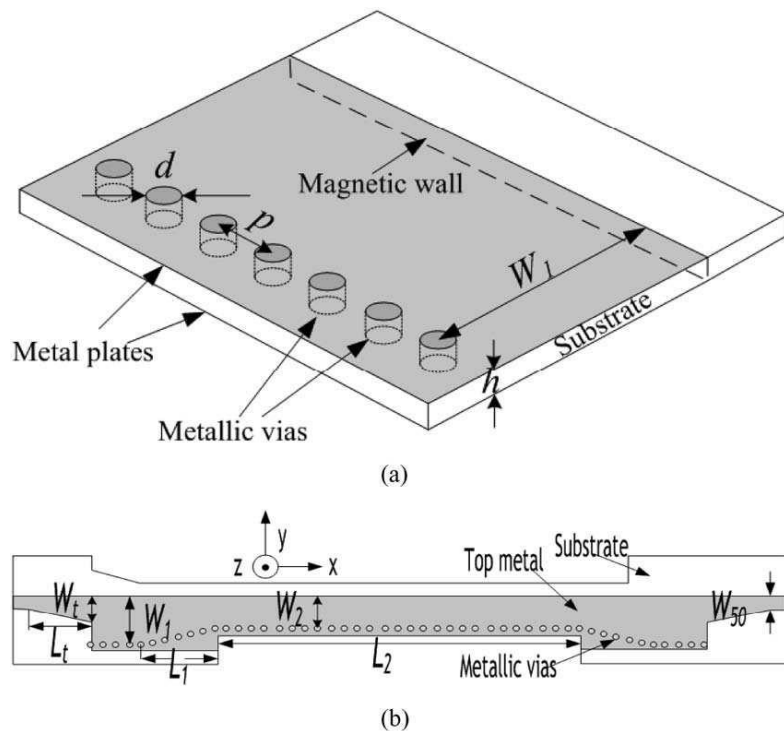 d
p
Magnetic wall
W1
Substrate
h
Metal plates
Metallic vias
(a)
y
z x
Top metal
Substrate
Wt
W1
W2
W50
Lt
L1
L2
Metallic vias
(b)